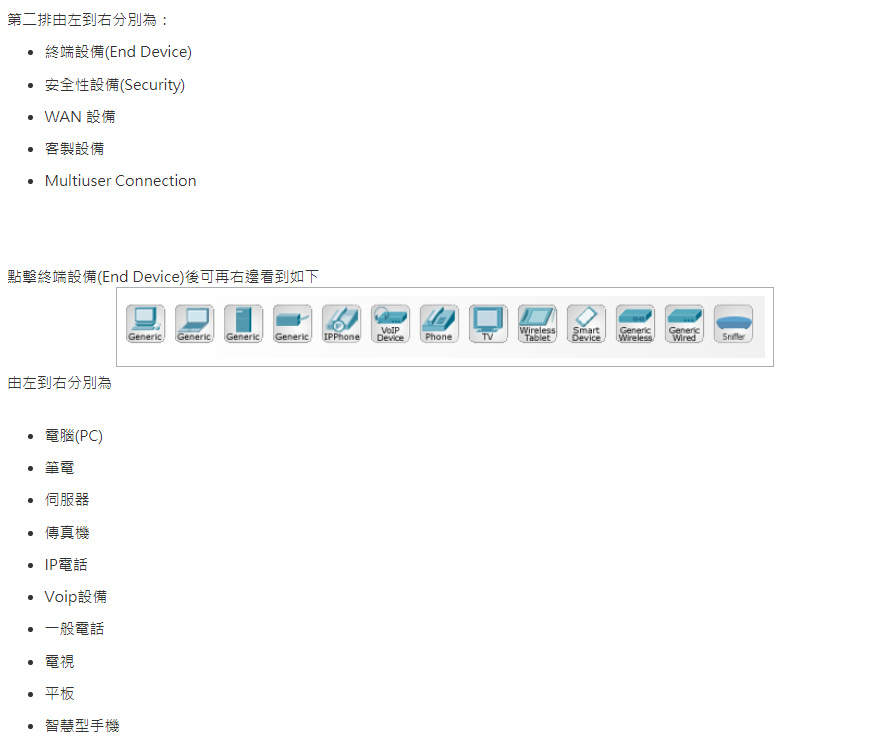 第二排由左到右分別為：
終端設備(End Device)
安全性設備(Security)
WAN 設備
客製設備
Multiuser Connection
點擊終端設備(End Device)後可再右邊看到如下
Generic Generic Generic Generic IPPhone VoIP Device Phone TV Wireless Tablet Smart Device Generic Wireless Generic Wired Sniffer
由左到右分別為
電腦(PC)
筆電
伺服器
傳真機
IP電話
Voip設備
一般電話
電視
平板
智慧型手機